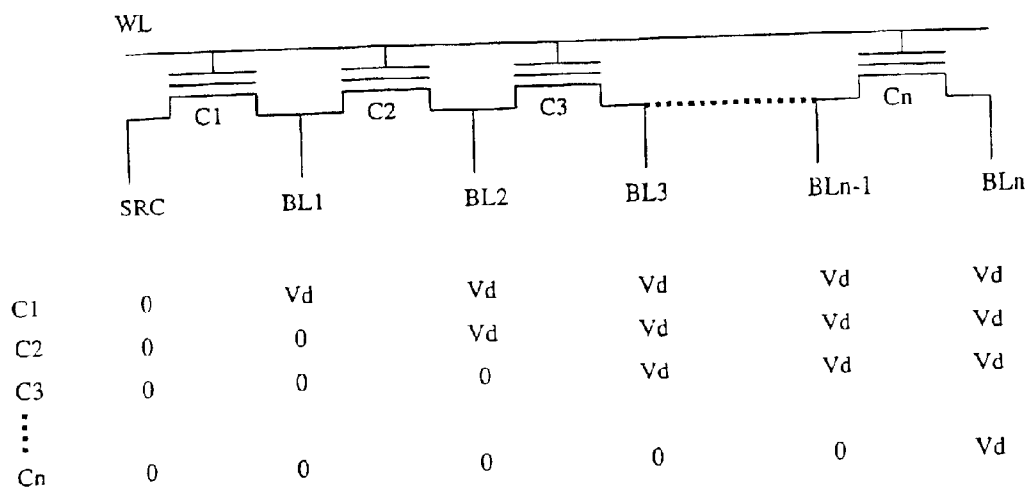 WL
C1 C2 C3 Cn
SRC BL1 BL2 BL3 BLn-1 BLn
C1 0 Vd Vd Vd Vd Vd
C2 0 0 Vd Vd Vd Vd
C3 0 0 0 Vd Vd Vd
Cn 0 0 0 0 0 Vd